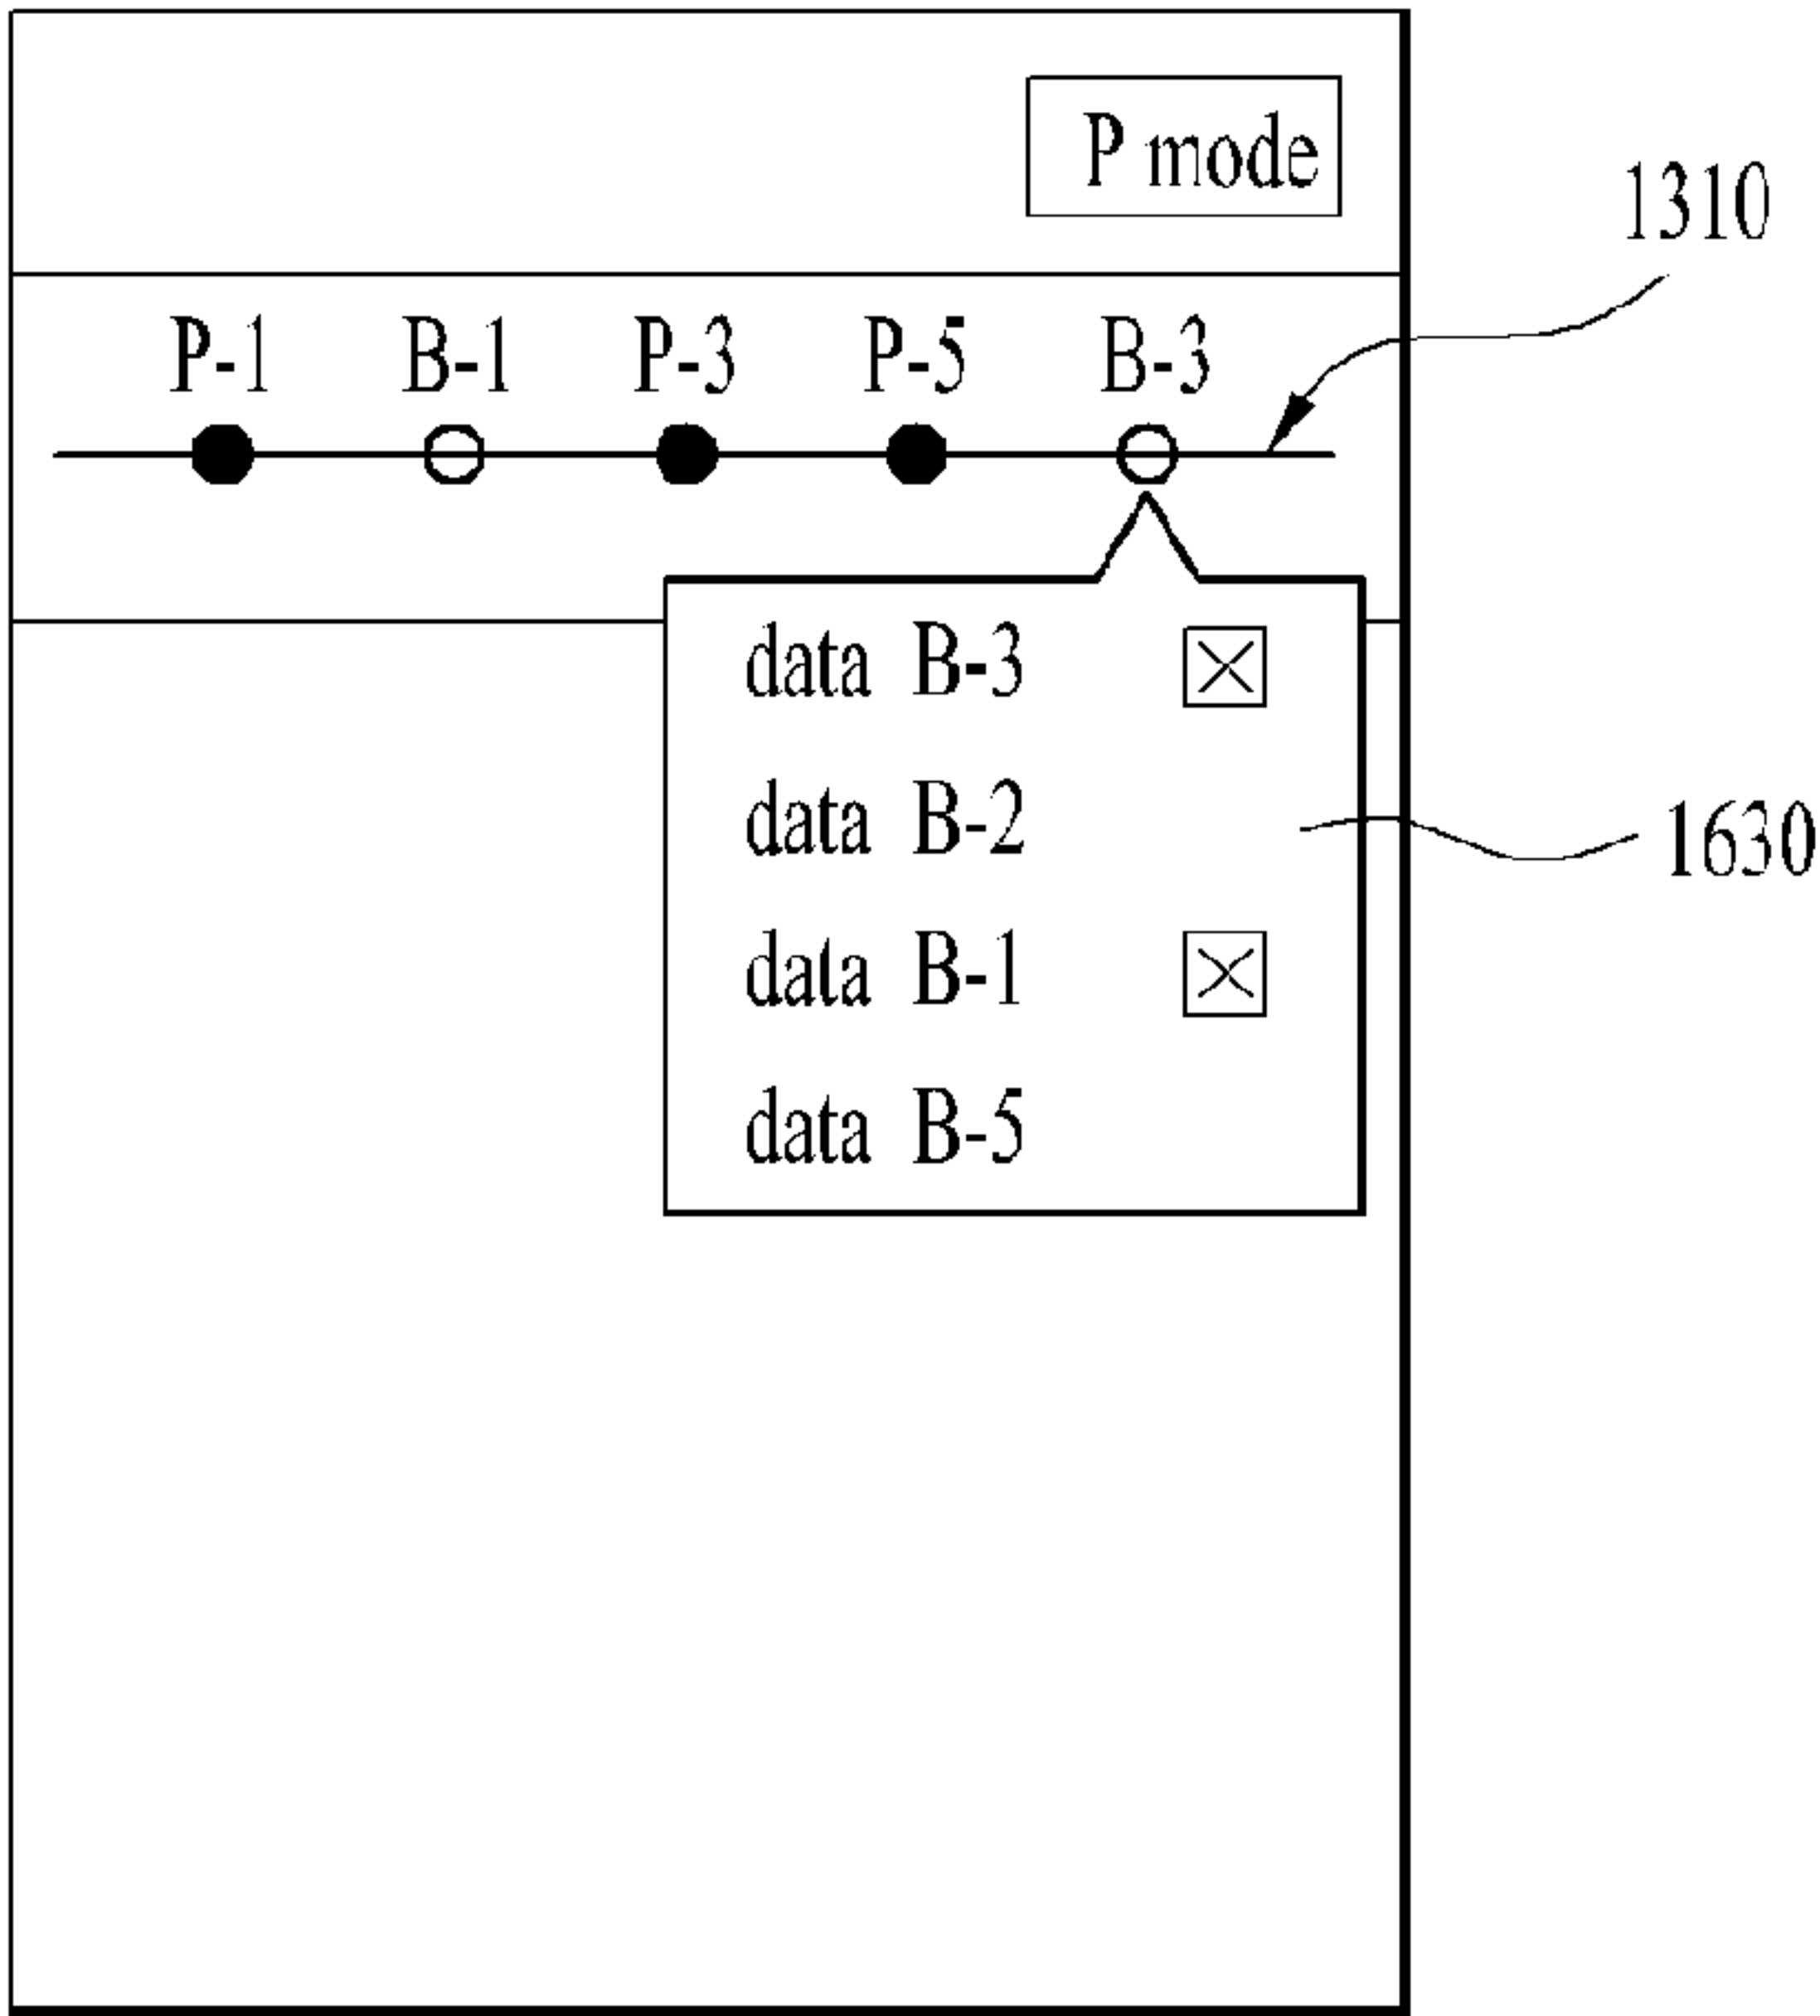 P mode
1310
P-1 B-1 P-3 P-5 B-3
data B-3
data B-2
1630
data B-1
data B-5